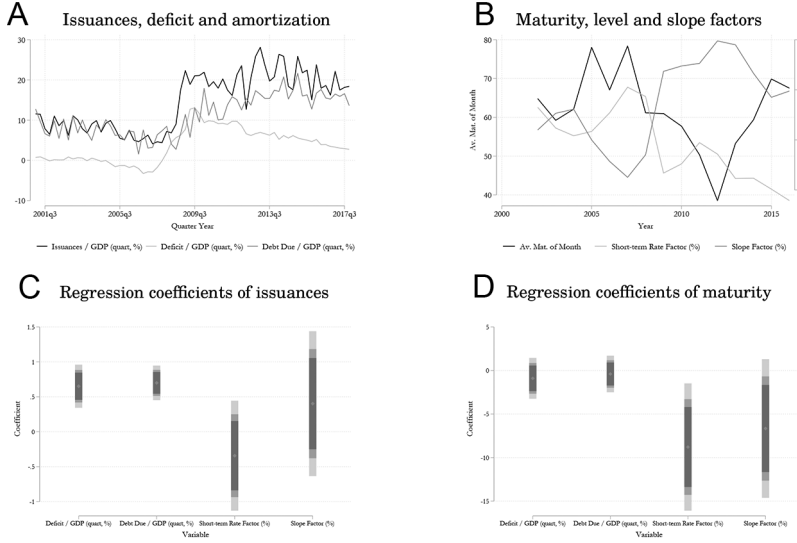 A
Issuances, deficit and amortization
30
20
10
0
-10
2001q3 2005q3 2009q3 2013q3 2017q3
Quarter Year
Issuances / GDP (quart, %) Deficit / GDP (quart, %) Debt Due / GDP (quart, %)
B
Maturity, level and slope factors
Av. Mat. of Month
80
70
60
50
40
2000 2005 2010 2015
Year
Av. Mat. of Month Short-term Rate Factor (%) Slope Factor (%)
C
Regression coefficients of issuances
Coefficient
1.5
1
.5
0
-.5
-1
Deficit / GDP (quart, %) Debt Due / GDP (quart, %) Short-term Rate Factor (%) Slope Factor (%)
Variable
D
Regression coefficients of maturity
Coefficient
5
0
-5
-10
-15
Deficit / GDP (quart, %) Debt Due / GDP (quart, %) Short-term Rate Factor (%) Slope Factor (%)
Variable